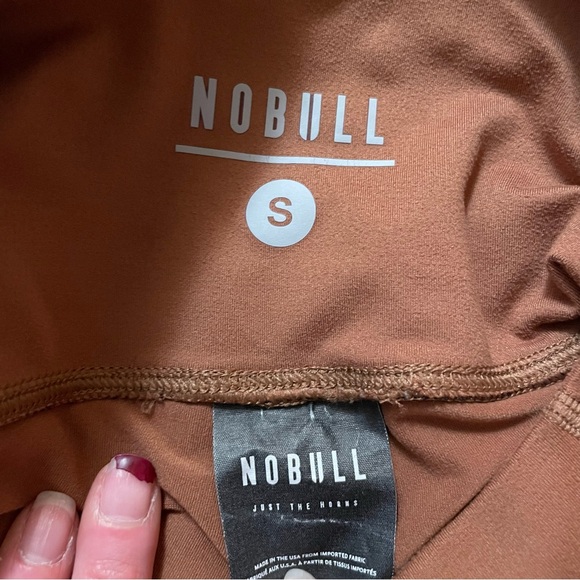 NOBULL
S
NOBULL
JUST THE HORNS
MADE IN THE USA FROM IMPORTED FABRIC
FABRIQUÉ AUX U.S.A. À PARTIR DE TISSUS IMPORTÉS